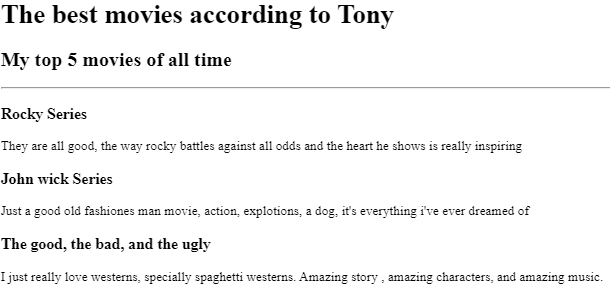 The best movies according to Tony
My top 5 movies of all time
Rocky Series
They are all good, the way rocky battles against all odds and the heart he shows is really inspiring
John wick Series
Just a good old fashiones man movie, action, explotions, a dog, it's everything i've ever dreamed of
The good, the bad, and the ugly
I just really love westerns, specially spaghetti westerns. Amazing story , amazing characters, and amazing music.